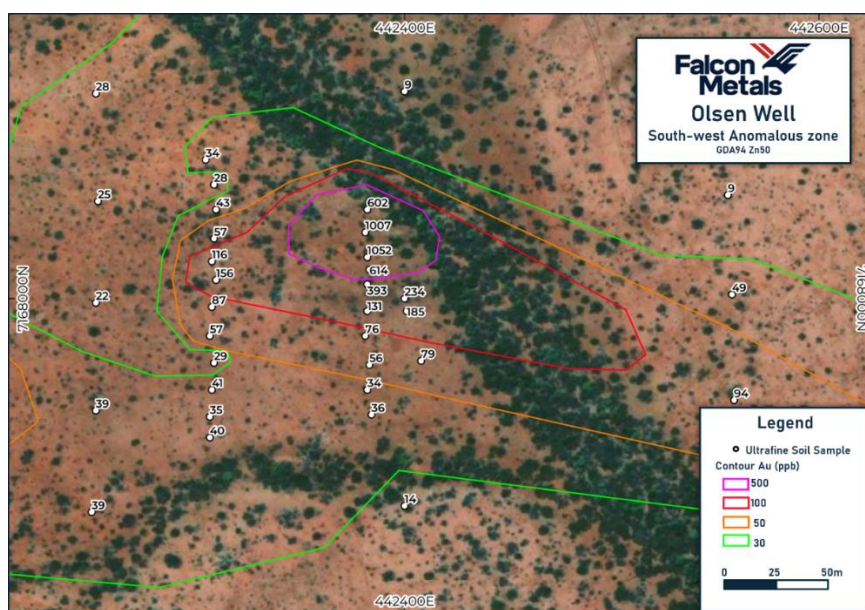 442400E
442600E
Falcon
Metals
Olsen Well
South-west Anomalous zone
GDA94 Zn50
28
9
34
28
25
9
43
602
57
1007
116
1052
156
614
393
234
49
22
87
131
185
7168000N
7168000N
57
76
29
56
79
41
34
94
39
35
36
40
39
14
Legend
Ultrafine Soil Sample
Contour Au (ppb)
500
100
50
30
0 25 50m
442400E